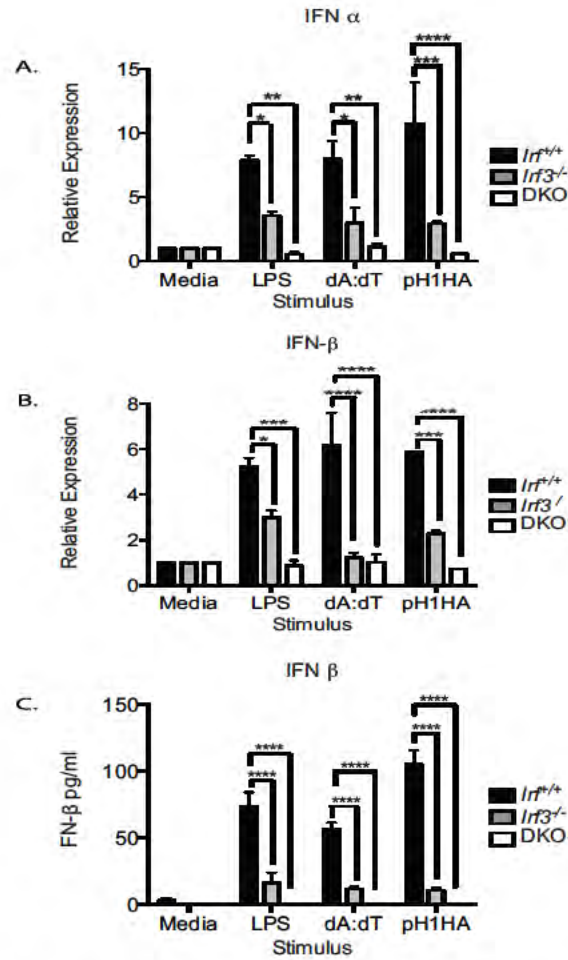 IFN α
A.
Relative Expression
15
10
5
0
** ** ****
* * ***
Irf+/+
Irf3-/-
DKO
Media LPS dA:dT pH1HA
Stimulus
IFN-β
B.
Relative Expression
8
6
4
2
0
*** **** ****
* **** ***
Irf+/+
Irf3 /
DKO
Media LPS dA:dT pH1HA
Stimulus
IFN β
C.
FN-β pg/ml
150
100
50
0
**** **** ****
**** **** ****
Irf+/+
Irf3-/-
DKO
Media LPS dA:dT pH1HA
Stimulus